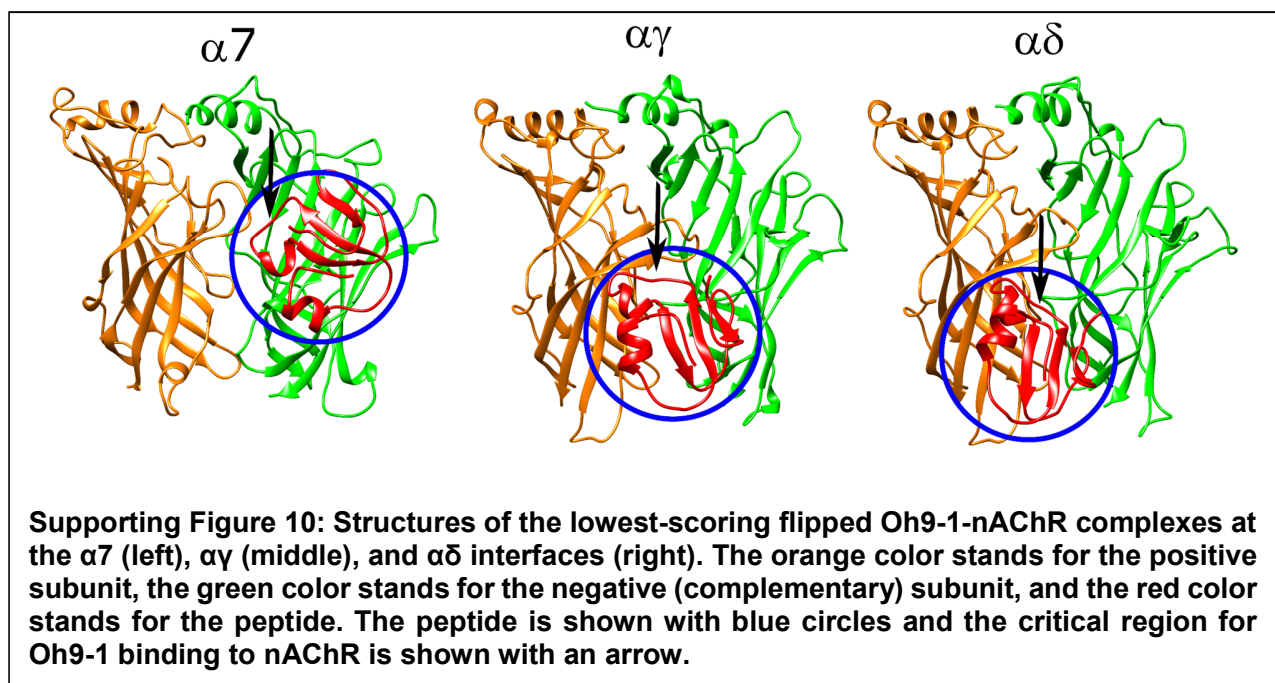 α7 αγ αδ
Supporting Figure 10: Structures of the lowest-scoring flipped Oh9-1-nAChR complexes at
the α7 (left), αγ (middle), and αδ interfaces (right). The orange color stands for the positive
subunit, the green color stands for the negative (complementary) subunit, and the red color
stands for the peptide. The peptide is shown with blue circles and the critical region for
Oh9-1 binding to nAChR is shown with an arrow.